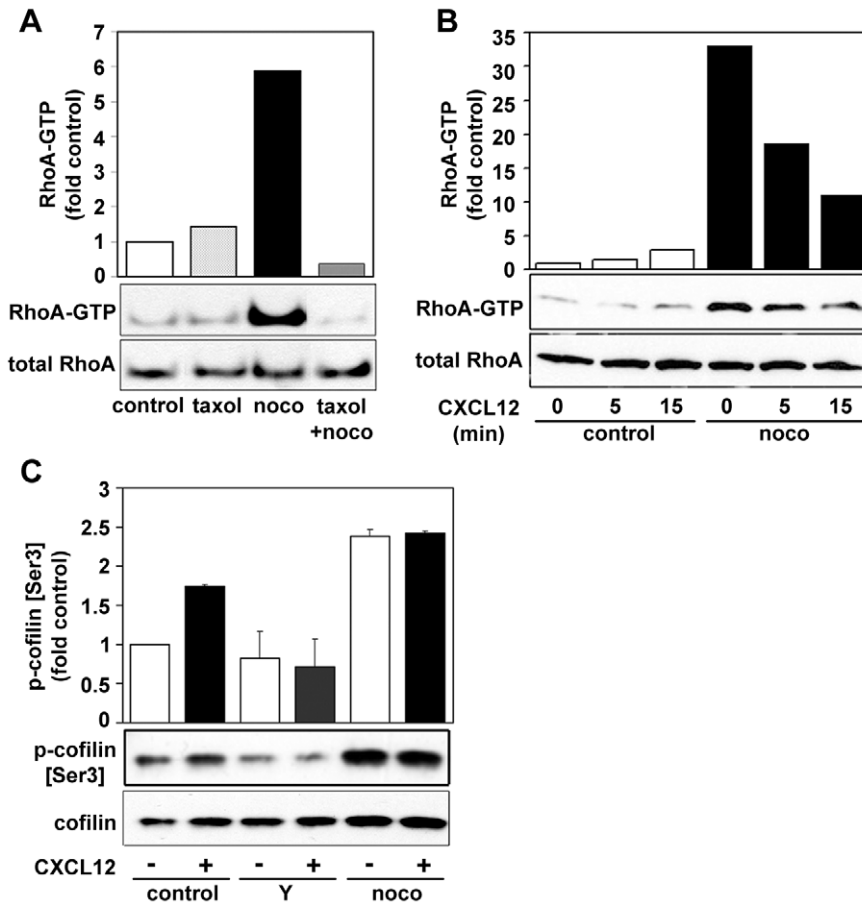 A
RhoA-GTP
(fold control)
7
6
5
4
3
2
1
0
RhoA-GTP
total RhoA
control taxol noco taxol
+noco
B
RhoA-GTP
(fold control)
40
35
30
25
20
15
10
5
0
RhoA-GTP
total RhoA
CXCL12 0 5 15 0 5 15
(min) control noco
C
p-cofilin [Ser3]
(fold control)
3
2.5
2
1.5
1
0.5
0
p-cofilin
[Ser3]
cofilin
CXCL12 - + - + - +
control Y noco